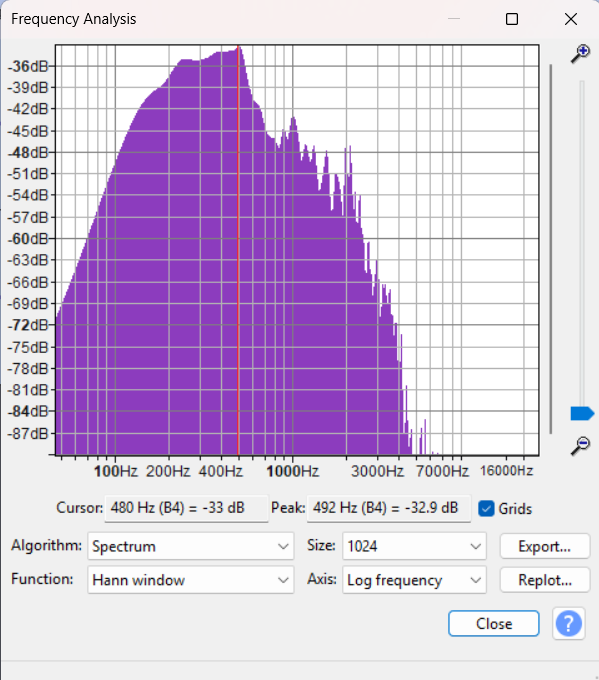 Frequency Analysis
-36dB
-39dB
-42dB
-45dB
-48dB
-51dB
-54dB
-57dB
-60dB
-63dB
-66dB
-69dB
-72dB
-75dB
-78dB
-81dB
-84dB
-87dB
100Hz 200Hz 400Hz 1000Hz 3000Hz 7000Hz 16000Hz
Cursor: 480 Hz (B4) = -33 dB Peak: 492 Hz (B4) = -32.9 dB Grids
Algorithm: Spectrum Size: 1024 Export...
Function: Hann window Axis: Log frequency Replot...
Close ?